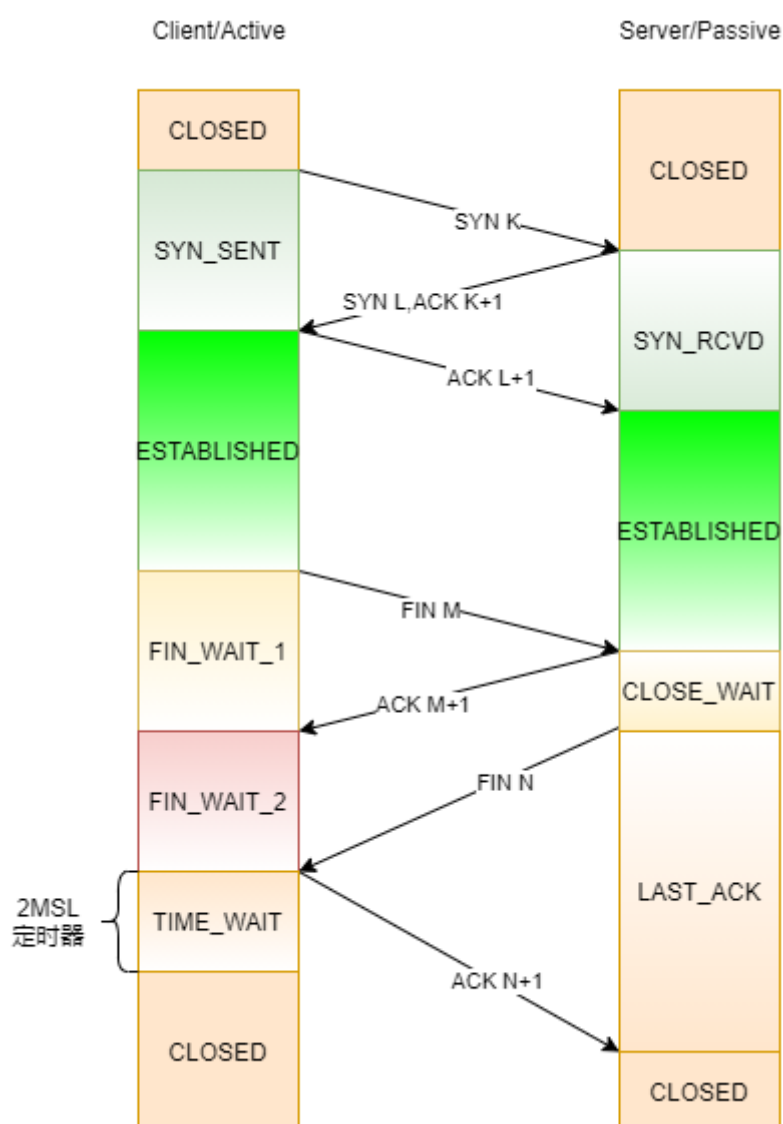 Client/Active
Server/Passive
CLOSED
CLOSED
SYN K
SYN_SENT
SYN L,ACK K+1
SYN_RCVD
ACK L+1
ESTABLISHED
ESTABLISHED
FIN M
FIN_WAIT_1
CLOSE_WAIT
ACK M+1
FIN N
FIN_WAIT_2
LAST_ACK
2MSL
定时器
TIME_WAIT
ACK N+1
CLOSED
CLOSED